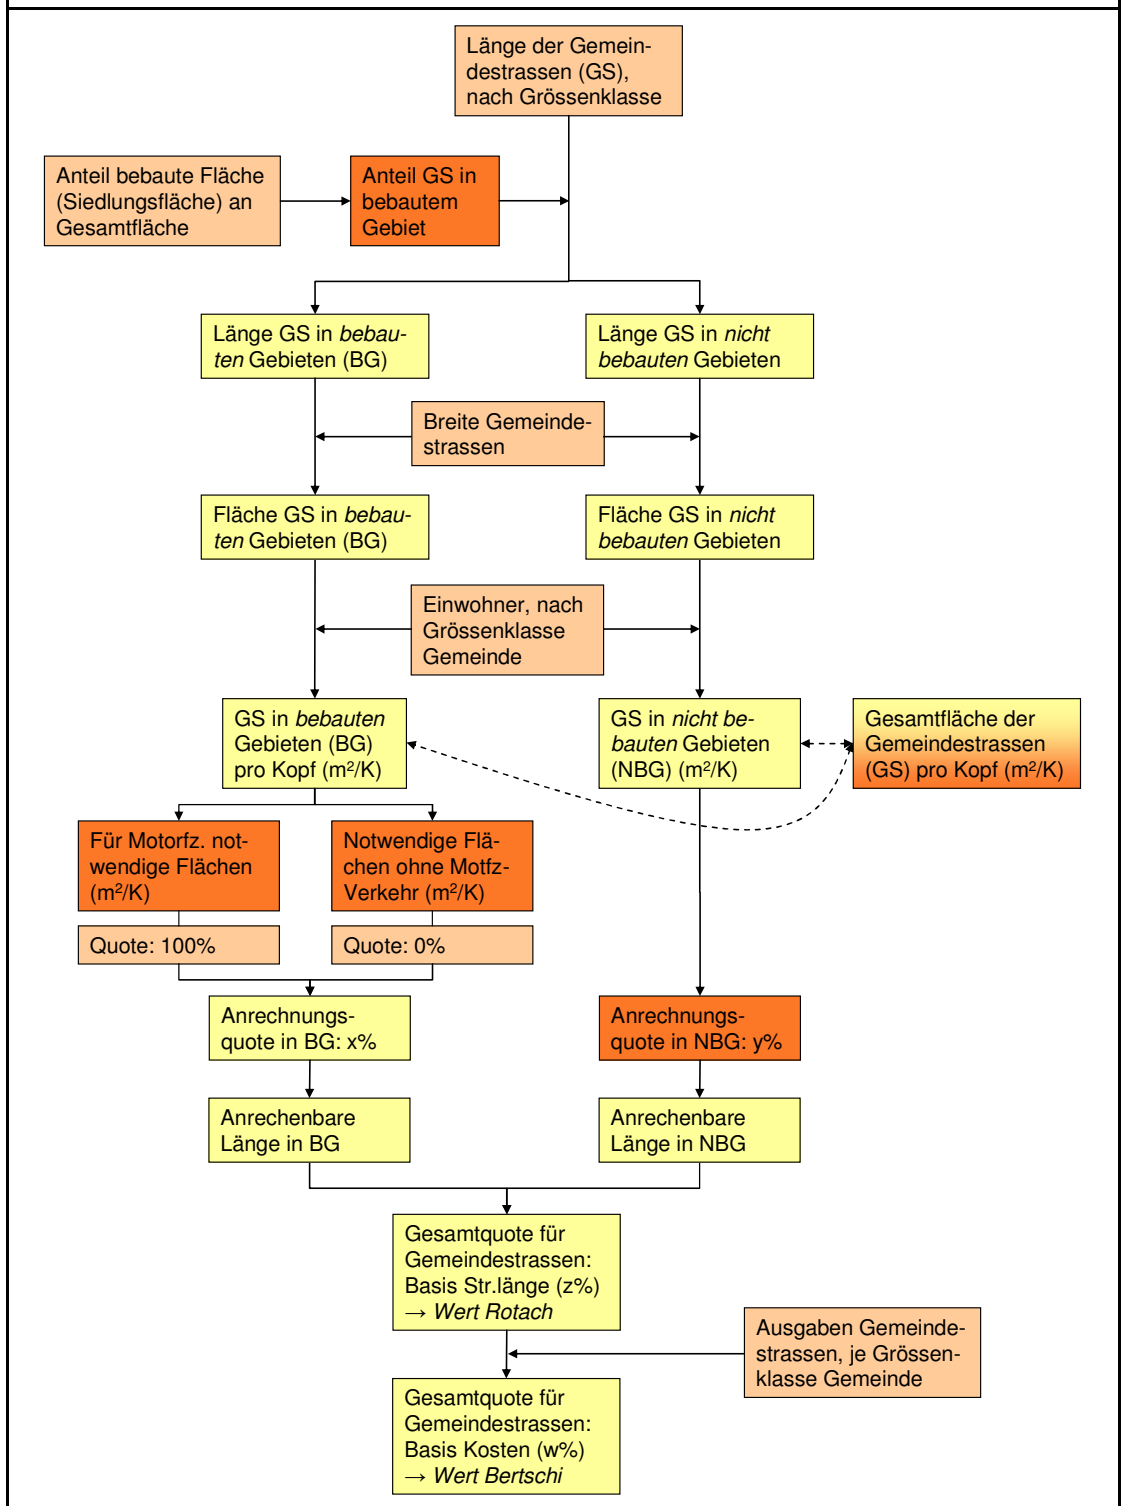 Länge der Gemein-
destrassen (GS),
nach Grössenklasse
Anteil bebaute Fläche
(Siedlungsfläche) an
Gesamtfläche
Anteil GS in
bebautem
Gebiet
Länge GS in bebau-
ten Gebieten (BG)
Länge GS in nicht
bebauten Gebieten
Breite Gemeinde-
strassen
Fläche GS in bebau-
ten Gebieten (BG)
Fläche GS in nicht
bebauten Gebieten
Einwohner, nach
Grössenklasse
Gemeinde
GS in bebauten
Gebieten (BG)
pro Kopf (m²/K)
GS in nicht be-
bauten Gebieten
(NBG) (m²/K)
Gesamtfläche der
Gemeindestrassen
(GS) pro Kopf (m²/K)
Für Motorfz. not-
wendige Flächen
(m²/K)
Notwendige Flä-
chen ohne Motfz-
Verkehr (m²/K)
Quote: 100%
Quote: 0%
Anrechnungs-
quote in BG: x%
Anrechnungs-
quote in NBG: y%
Anrechenbare
Länge in BG
Anrechenbare
Länge in NBG
Gesamtquote für
Gemeindestrassen:
Basis Str.länge (z%)
→ Wert Rotach
Ausgaben Gemeinde-
strassen, je Grössen-
klasse Gemeinde
Gesamtquote für
Gemeindestrassen:
Basis Kosten (w%)
→ Wert Bertschi